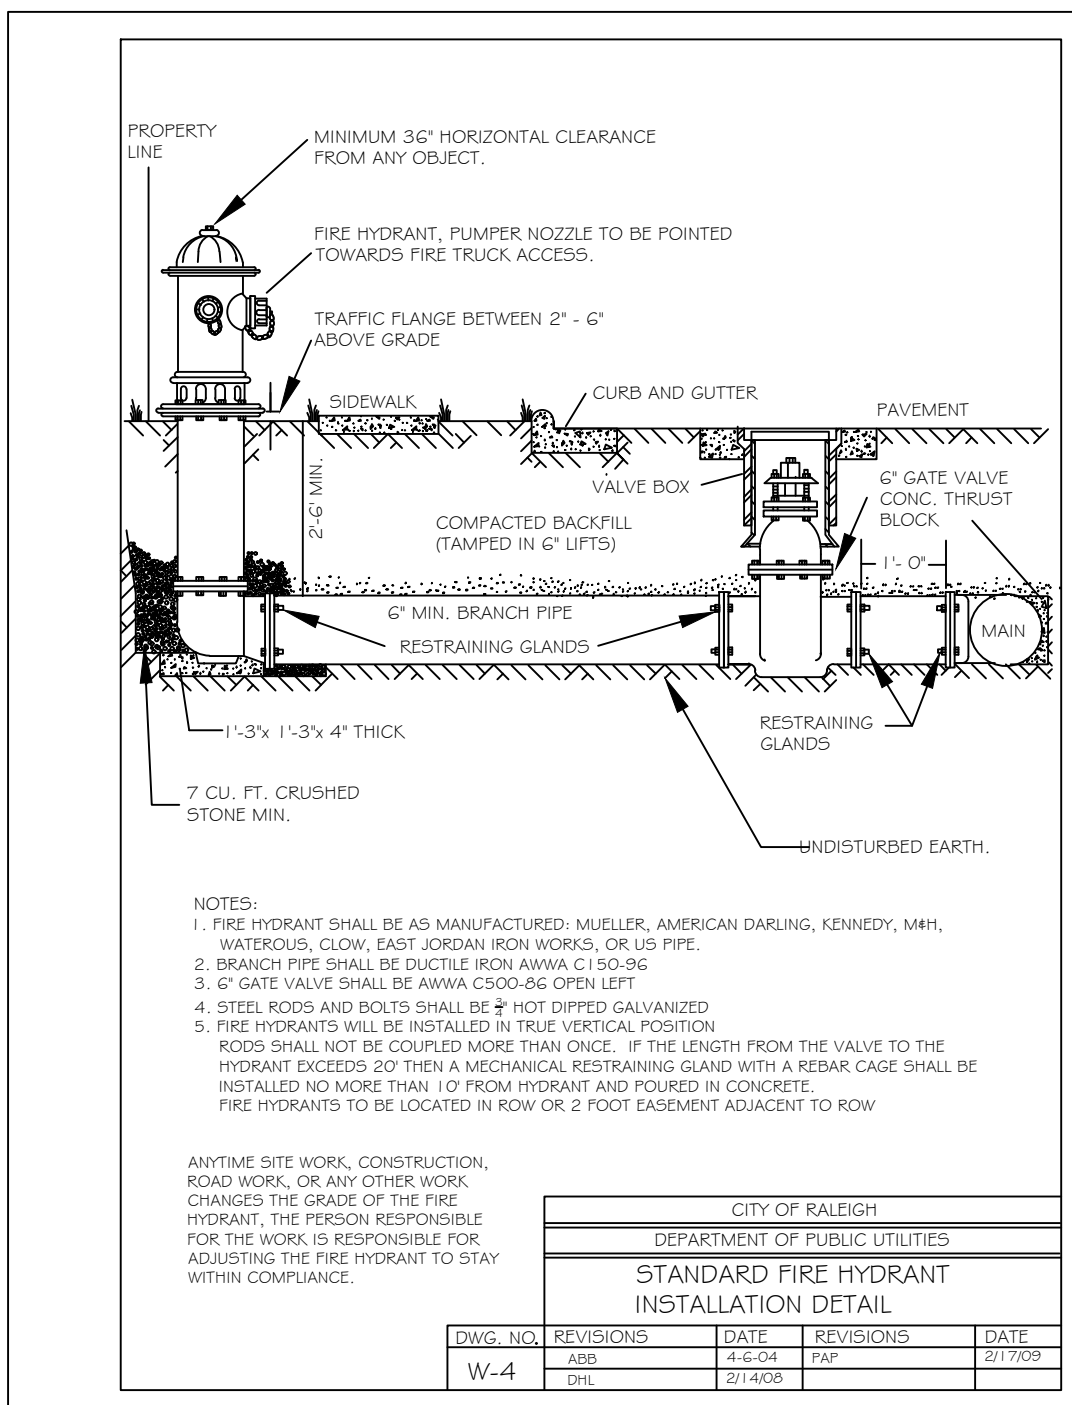 PROPERTY
LINE
MINIMUM 36" HORIZONTAL CLEARANCE
FROM ANY OBJECT.
FIRE HYDRANT, PUMPER NOZZLE TO BE POINTED
TOWARDS FIRE TRUCK ACCESS.
TRAFFIC FLANGE BETWEEN 2" - 6"
ABOVE GRADE
SIDEWALK
CURB AND GUTTER
PAVEMENT
2'-6' MIN.
VALVE BOX
6" GATE VALVE
CONC. THRUST
BLOCK
COMPACTED BACKFILL
(TAMPED IN 6" LIFTS)
1'- 0"
6" MIN. BRANCH PIPE
RESTRAINING GLANDS
MAIN
RESTRAINING
GLANDS
1'-3"x 1'-3"x 4" THICK
7 CU. FT. CRUSHED
STONE MIN.
UNDISTURBED EARTH.
NOTES:
1. FIRE HYDRANT SHALL BE AS MANUFACTURED: MUELLER, AMERICAN DARLING, KENNEDY, M&H,
WATEROUS, CLOW, EAST JORDAN IRON WORKS, OR US PIPE.
2. BRANCH PIPE SHALL BE DUCTILE IRON AWWA C150-96
3. 6" GATE VALVE SHALL BE AWWA C500-86 OPEN LEFT
4. STEEL RODS AND BOLTS SHALL BE 3/4" HOT DIPPED GALVANIZED
5. FIRE HYDRANTS WILL BE INSTALLED IN TRUE VERTICAL POSITION
RODS SHALL NOT BE COUPLED MORE THAN ONCE. IF THE LENGTH FROM THE VALVE TO THE
HYDRANT EXCEEDS 20' THEN A MECHANICAL RESTRAINING GLAND WITH A REBAR CAGE SHALL BE
INSTALLED NO MORE THAN 10' FROM HYDRANT AND POURED IN CONCRETE.
FIRE HYDRANTS TO BE LOCATED IN ROW OR 2 FOOT EASEMENT ADJACENT TO ROW
ANYTIME SITE WORK, CONSTRUCTION,
ROAD WORK, OR ANY OTHER WORK
CHANGES THE GRADE OF THE FIRE
HYDRANT, THE PERSON RESPONSIBLE
FOR THE WORK IS RESPONSIBLE FOR
ADJUSTING THE FIRE HYDRANT TO STAY
WITHIN COMPLIANCE.
CITY OF RALEIGH
DEPARTMENT OF PUBLIC UTILITIES
STANDARD FIRE HYDRANT
INSTALLATION DETAIL
DWG. NO. REVISIONS DATE REVISIONS DATE
W-4
ABB 4-6-04 PAP 2/17/09
DHL 2/14/08